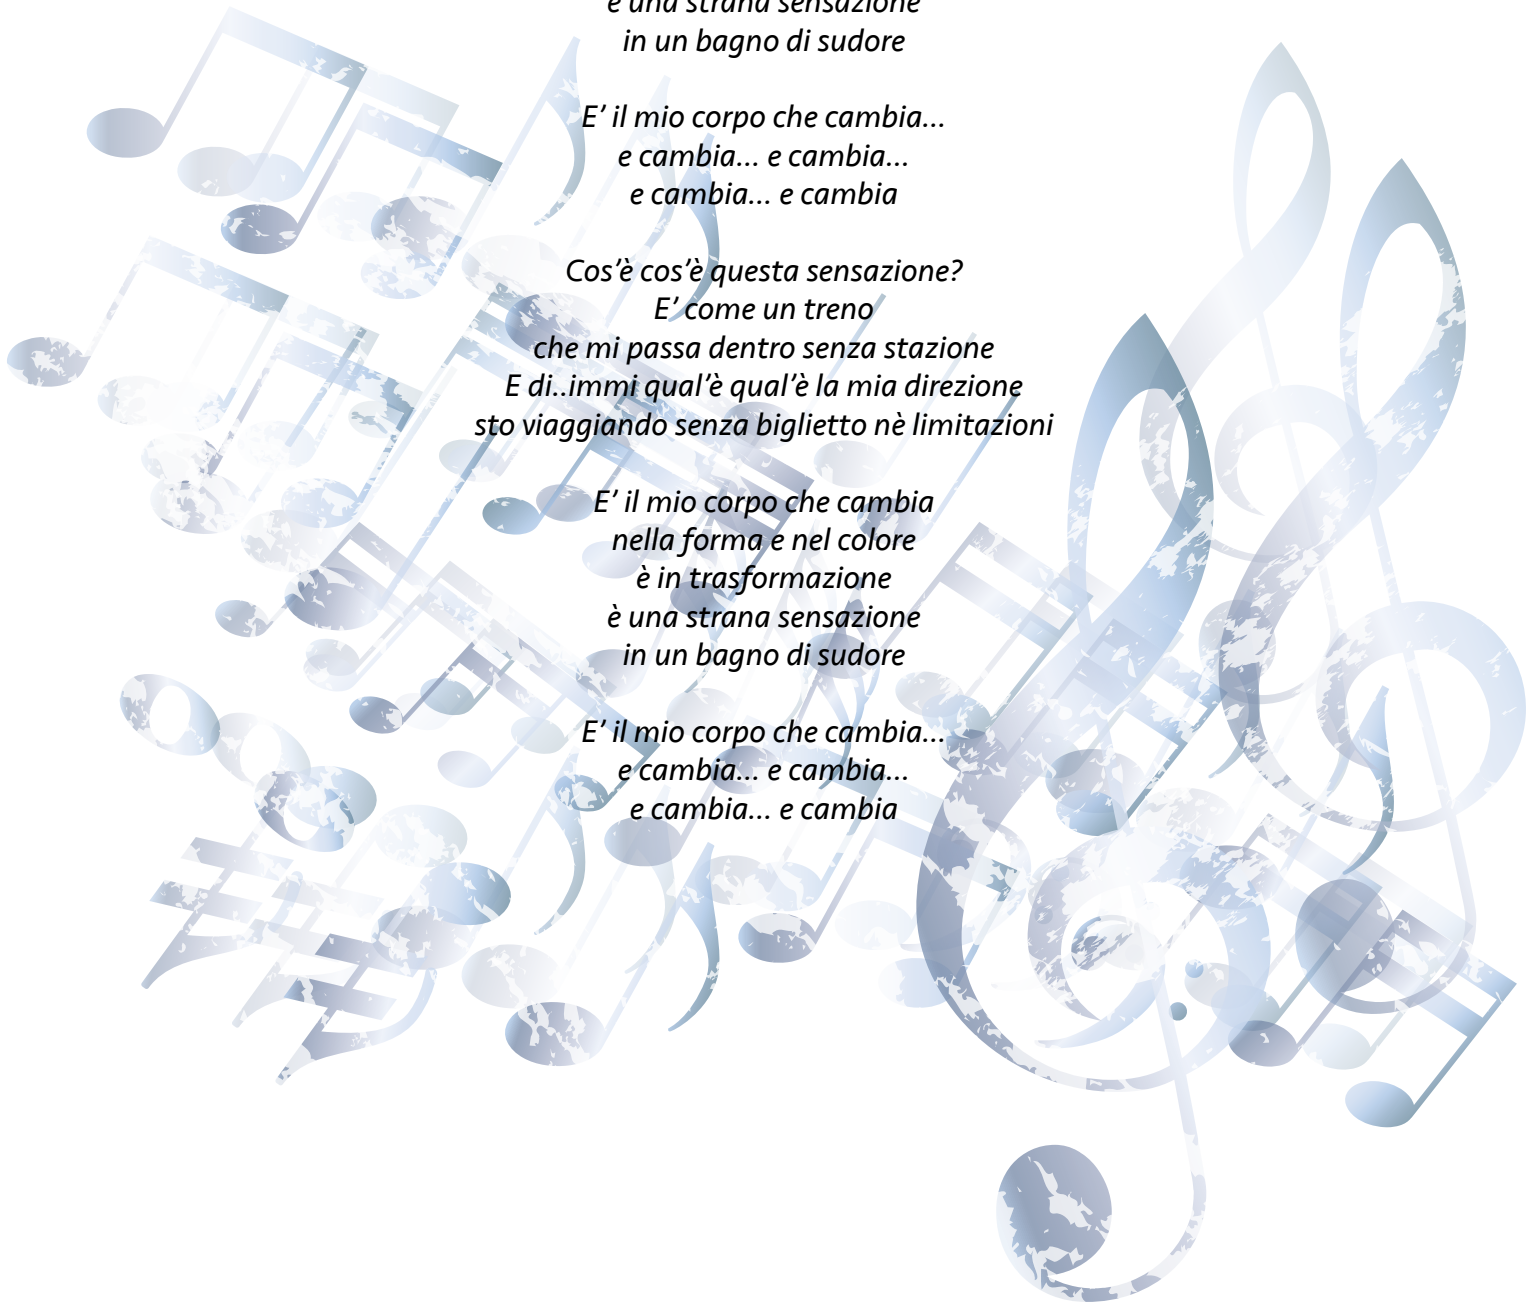 è una strana sensazione
in un bagno di sudore
E’ il mio corpo che cambia...
e cambia... e cambia...
e cambia... e cambia
Cos’è cos’è questa sensazione?
E’ come un treno
che mi passa dentro senza stazione
E di..immi qual’è qual’è la mia direzione
sto viaggiando senza biglietto nè limitazioni
E’ il mio corpo che cambia
nella forma e nel colore
è in trasformazione
è una strana sensazione
in un bagno di sudore
E’ il mio corpo che cambia...
e cambia... e cambia...
e cambia... e cambia